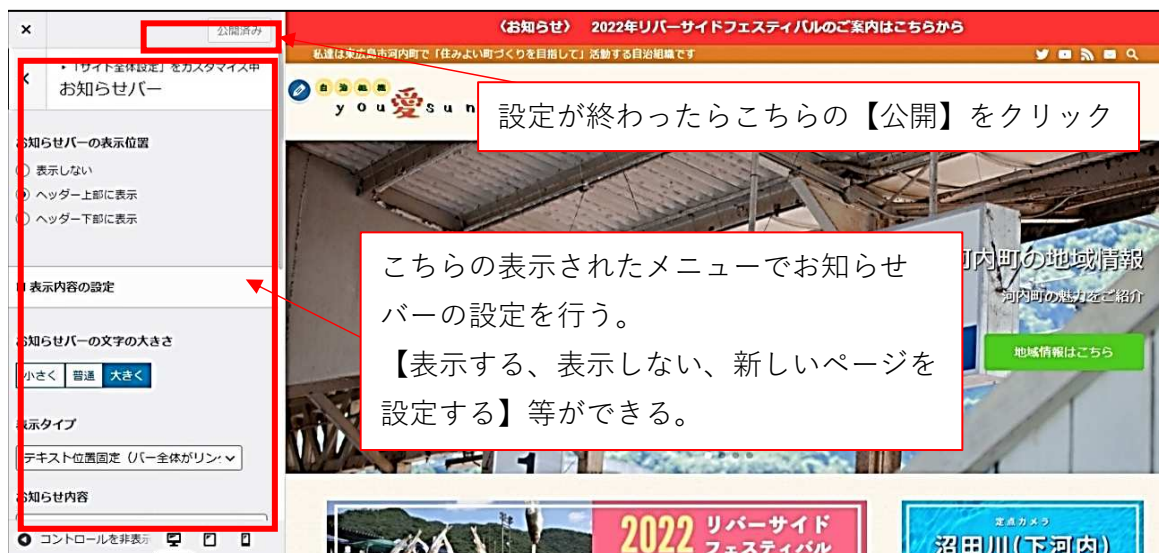 ×
公開済み
「サイト全体設定」をカスタマイズ中
お知らせバー
お知らせバーの表示位置
表示しない
ヘッダー上部に表示
ヘッダー下部に表示
表示内容の設定
お知らせバーの文字の大きさ
小さく 普通 大きく
表示タイプ
テキスト位置固定（バー全体がリン
お知らせ内容
コントロールを非表示
〈お知らせ〉 2022年リバーサイドフェスティバルのご案内はこちらから
私達は東広島市河内町で「住みよい町づくりを目指して」活動する自治組織です
自治組織
you愛sun
設定が終わったらこちらの【公開】をクリック
河内町の地域情報
河内町の魅力をご紹介
地域情報はこちら
こちらの表示されたメニューでお知らせ
バーの設定を行う。
【表示する、表示しない、新しいページを
設定する】等ができる。
1
2022 リバーサイド
フェスティバル
定点カメラ
沼田川(下河内)